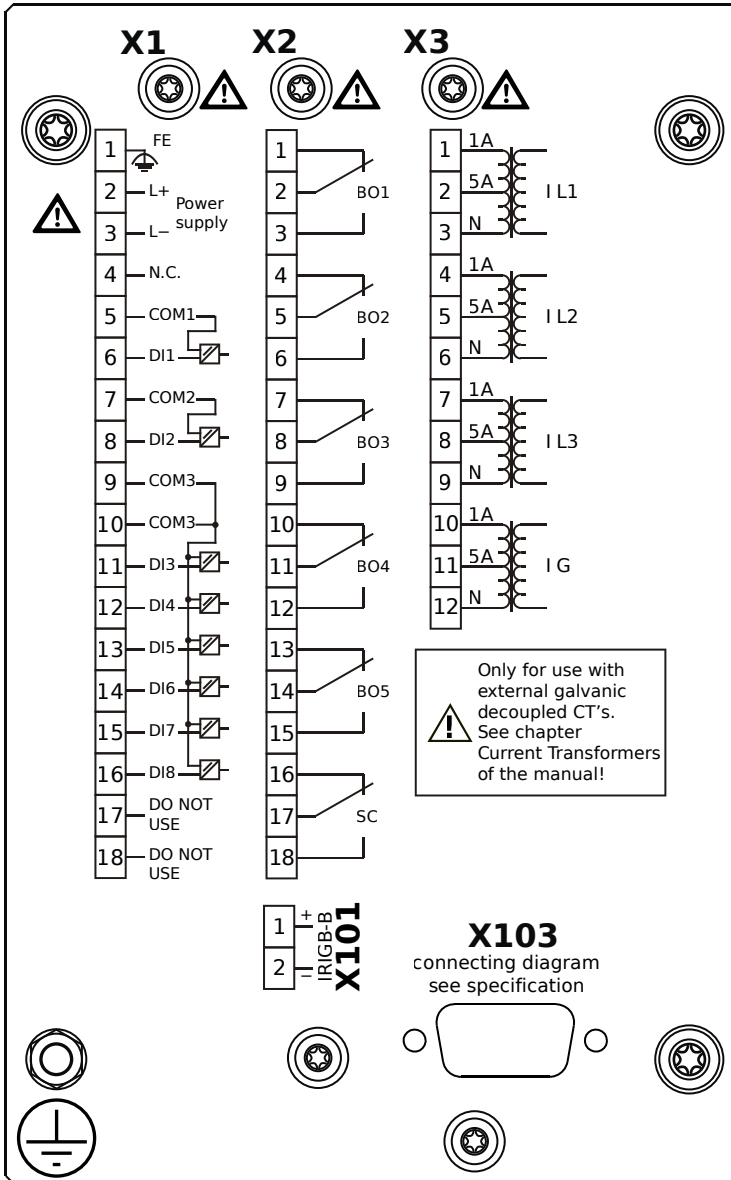 X1
X2
X3
1
FE
2
L+
Power
supply
3
L−
4
N.C.
5
COM1
6
DI1
7
COM2
8
DI2
9
COM3
10
COM3
11
DI3
12
DI4
13
DI5
14
DI6
15
DI7
16
DI8
17
DO NOT
USE
18
DO NOT
USE
1
2
BO1
3
4
5
BO2
6
7
8
BO3
9
10
11
BO4
12
13
14
BO5
15
16
17
SC
18
1
1A
2
5A
I L1
3
N
4
1A
5
5A
I L2
6
N
7
1A
8
5A
I L3
9
N
10
1A
11
5A
I G
12
N
Only for use with
external galvanic
decoupled CT's.
See chapter
Current Transformers
of the manual!
1
+
2
−
IRIGB-B
X101
X103
connecting diagram
see specification